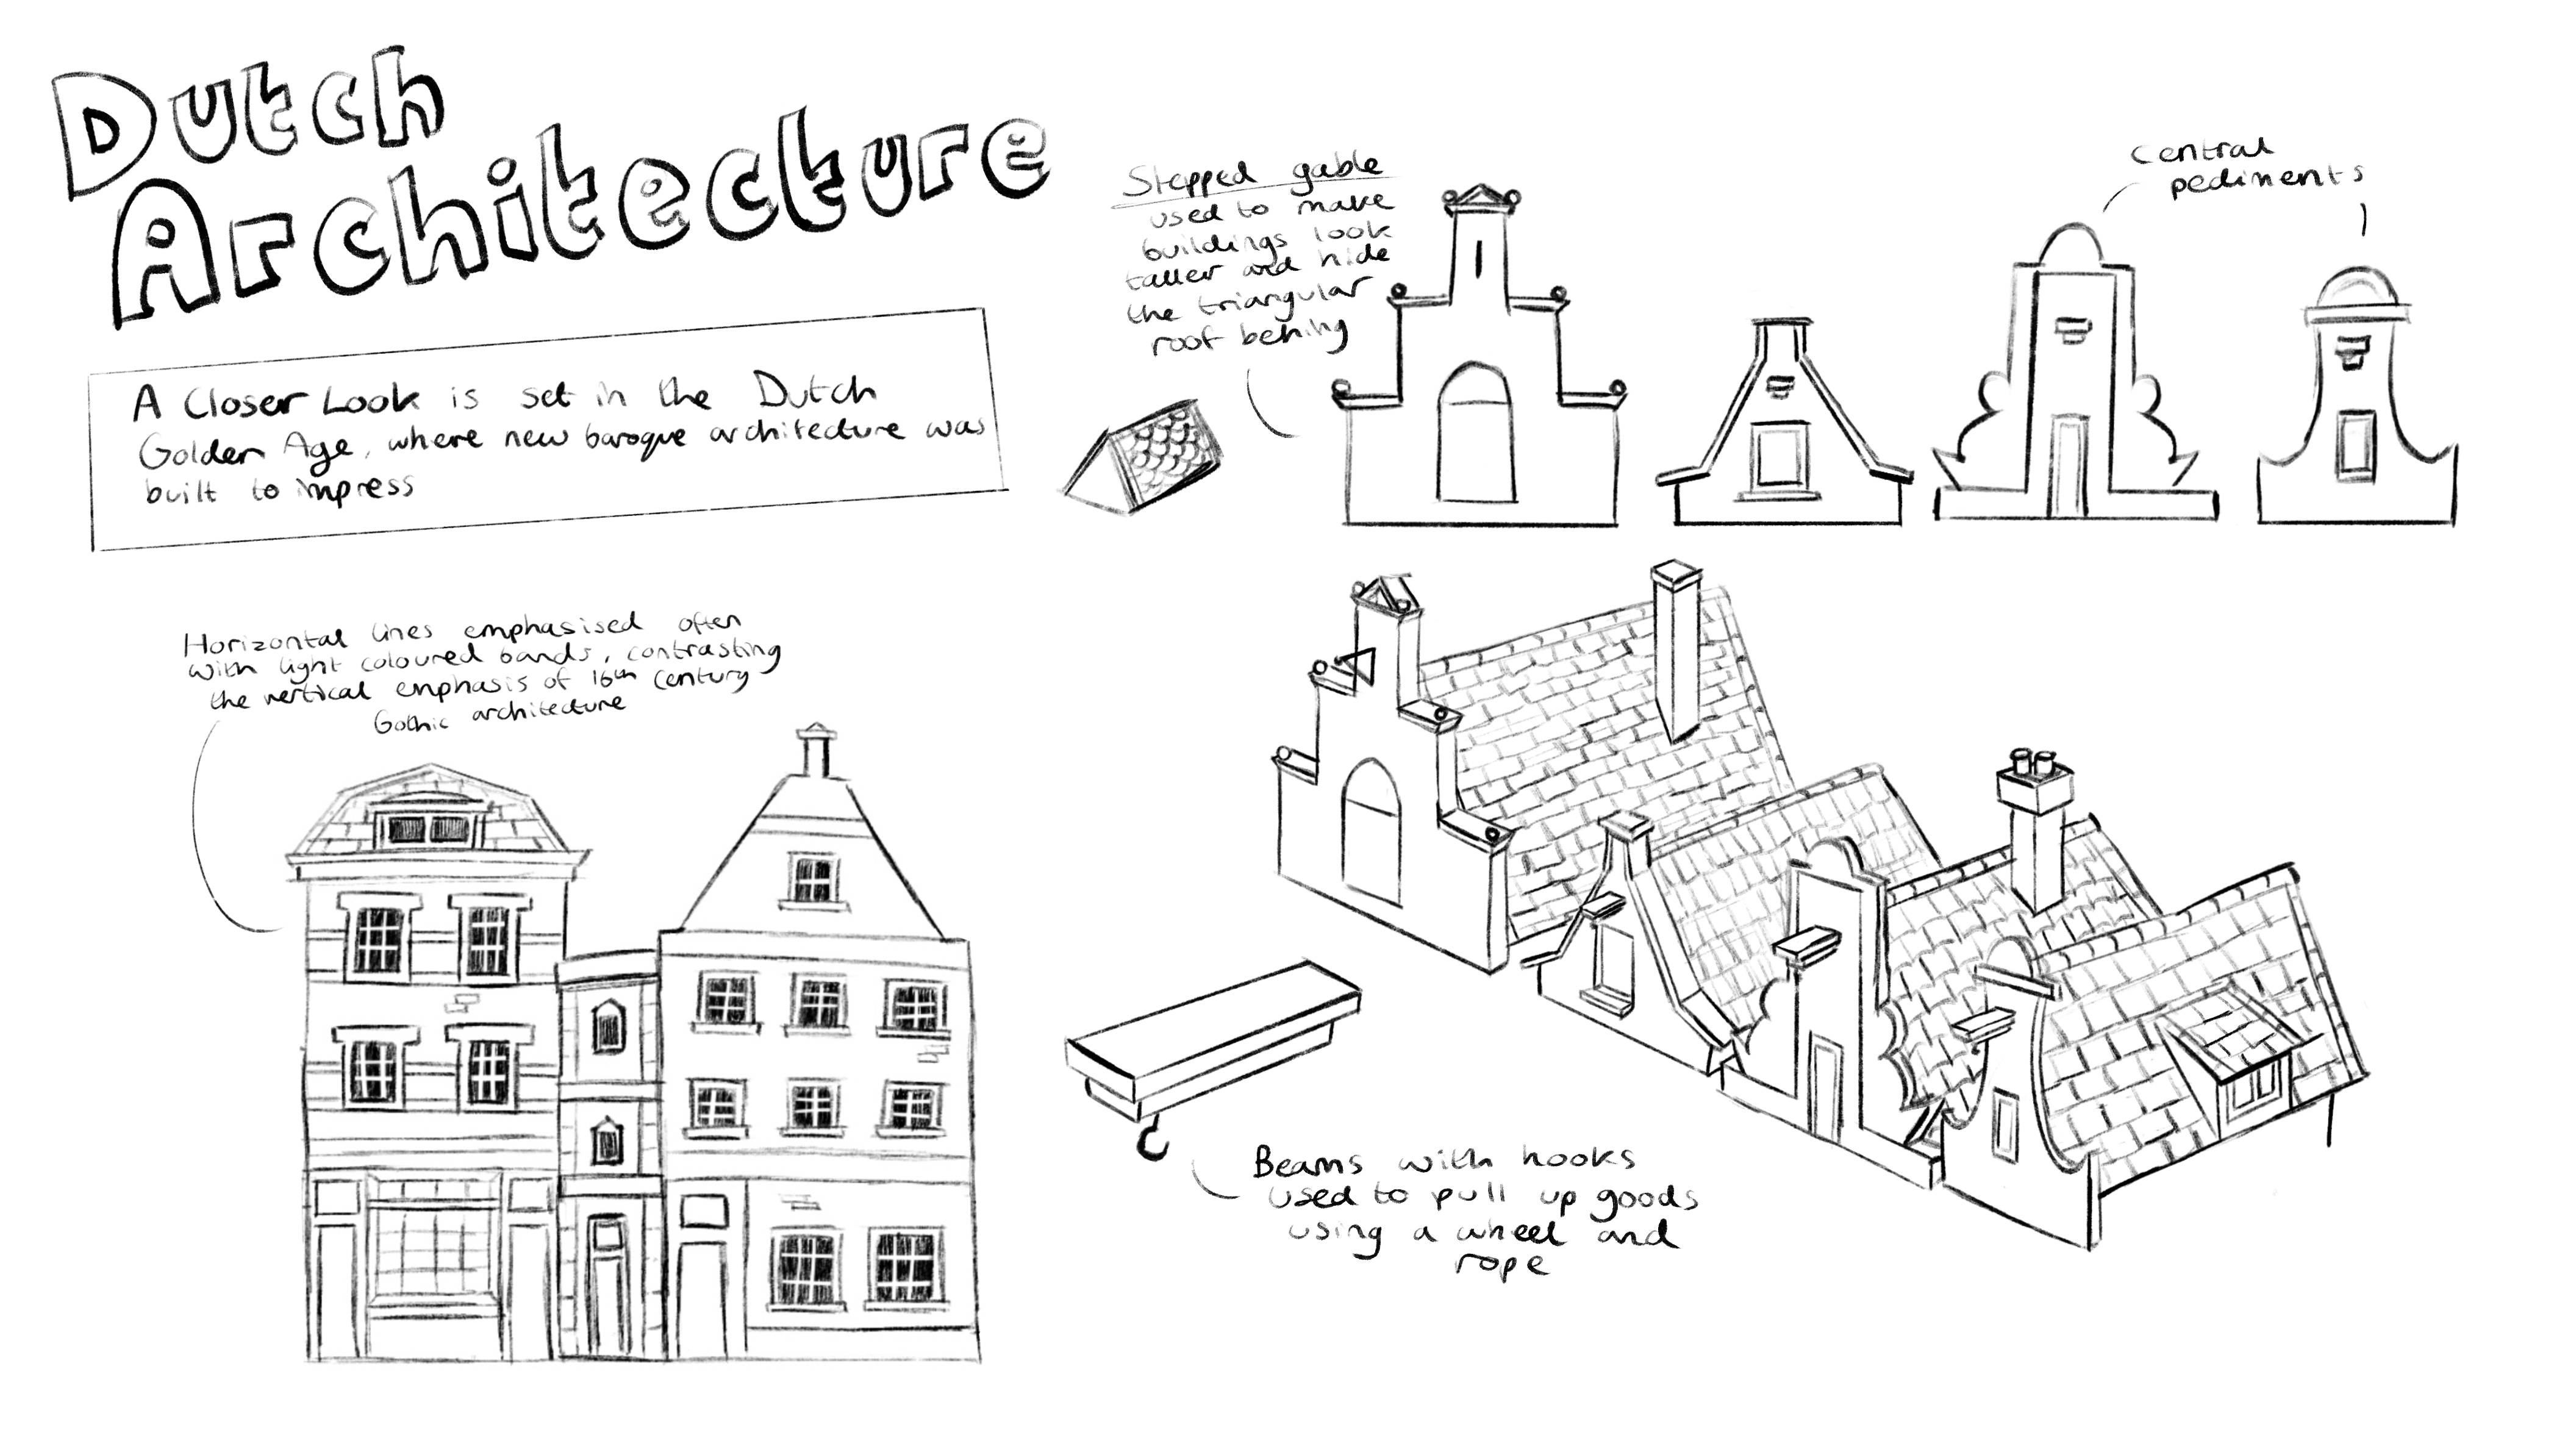 Dutch
Architecture
A Closer Look is set in the Dutch
Golden Age, where new baroque architecture was
built to impress
Stepped gable
used to make
buildings look
taller and hide
the triangular
roof behing
Central
pediments
Horizontal lines emphasised often
with light coloured bands, contrasting
the vertical emphasis of 16th century
Gothic architecture
Beams with hooks
used to pull up goods
using a wheel and
rope